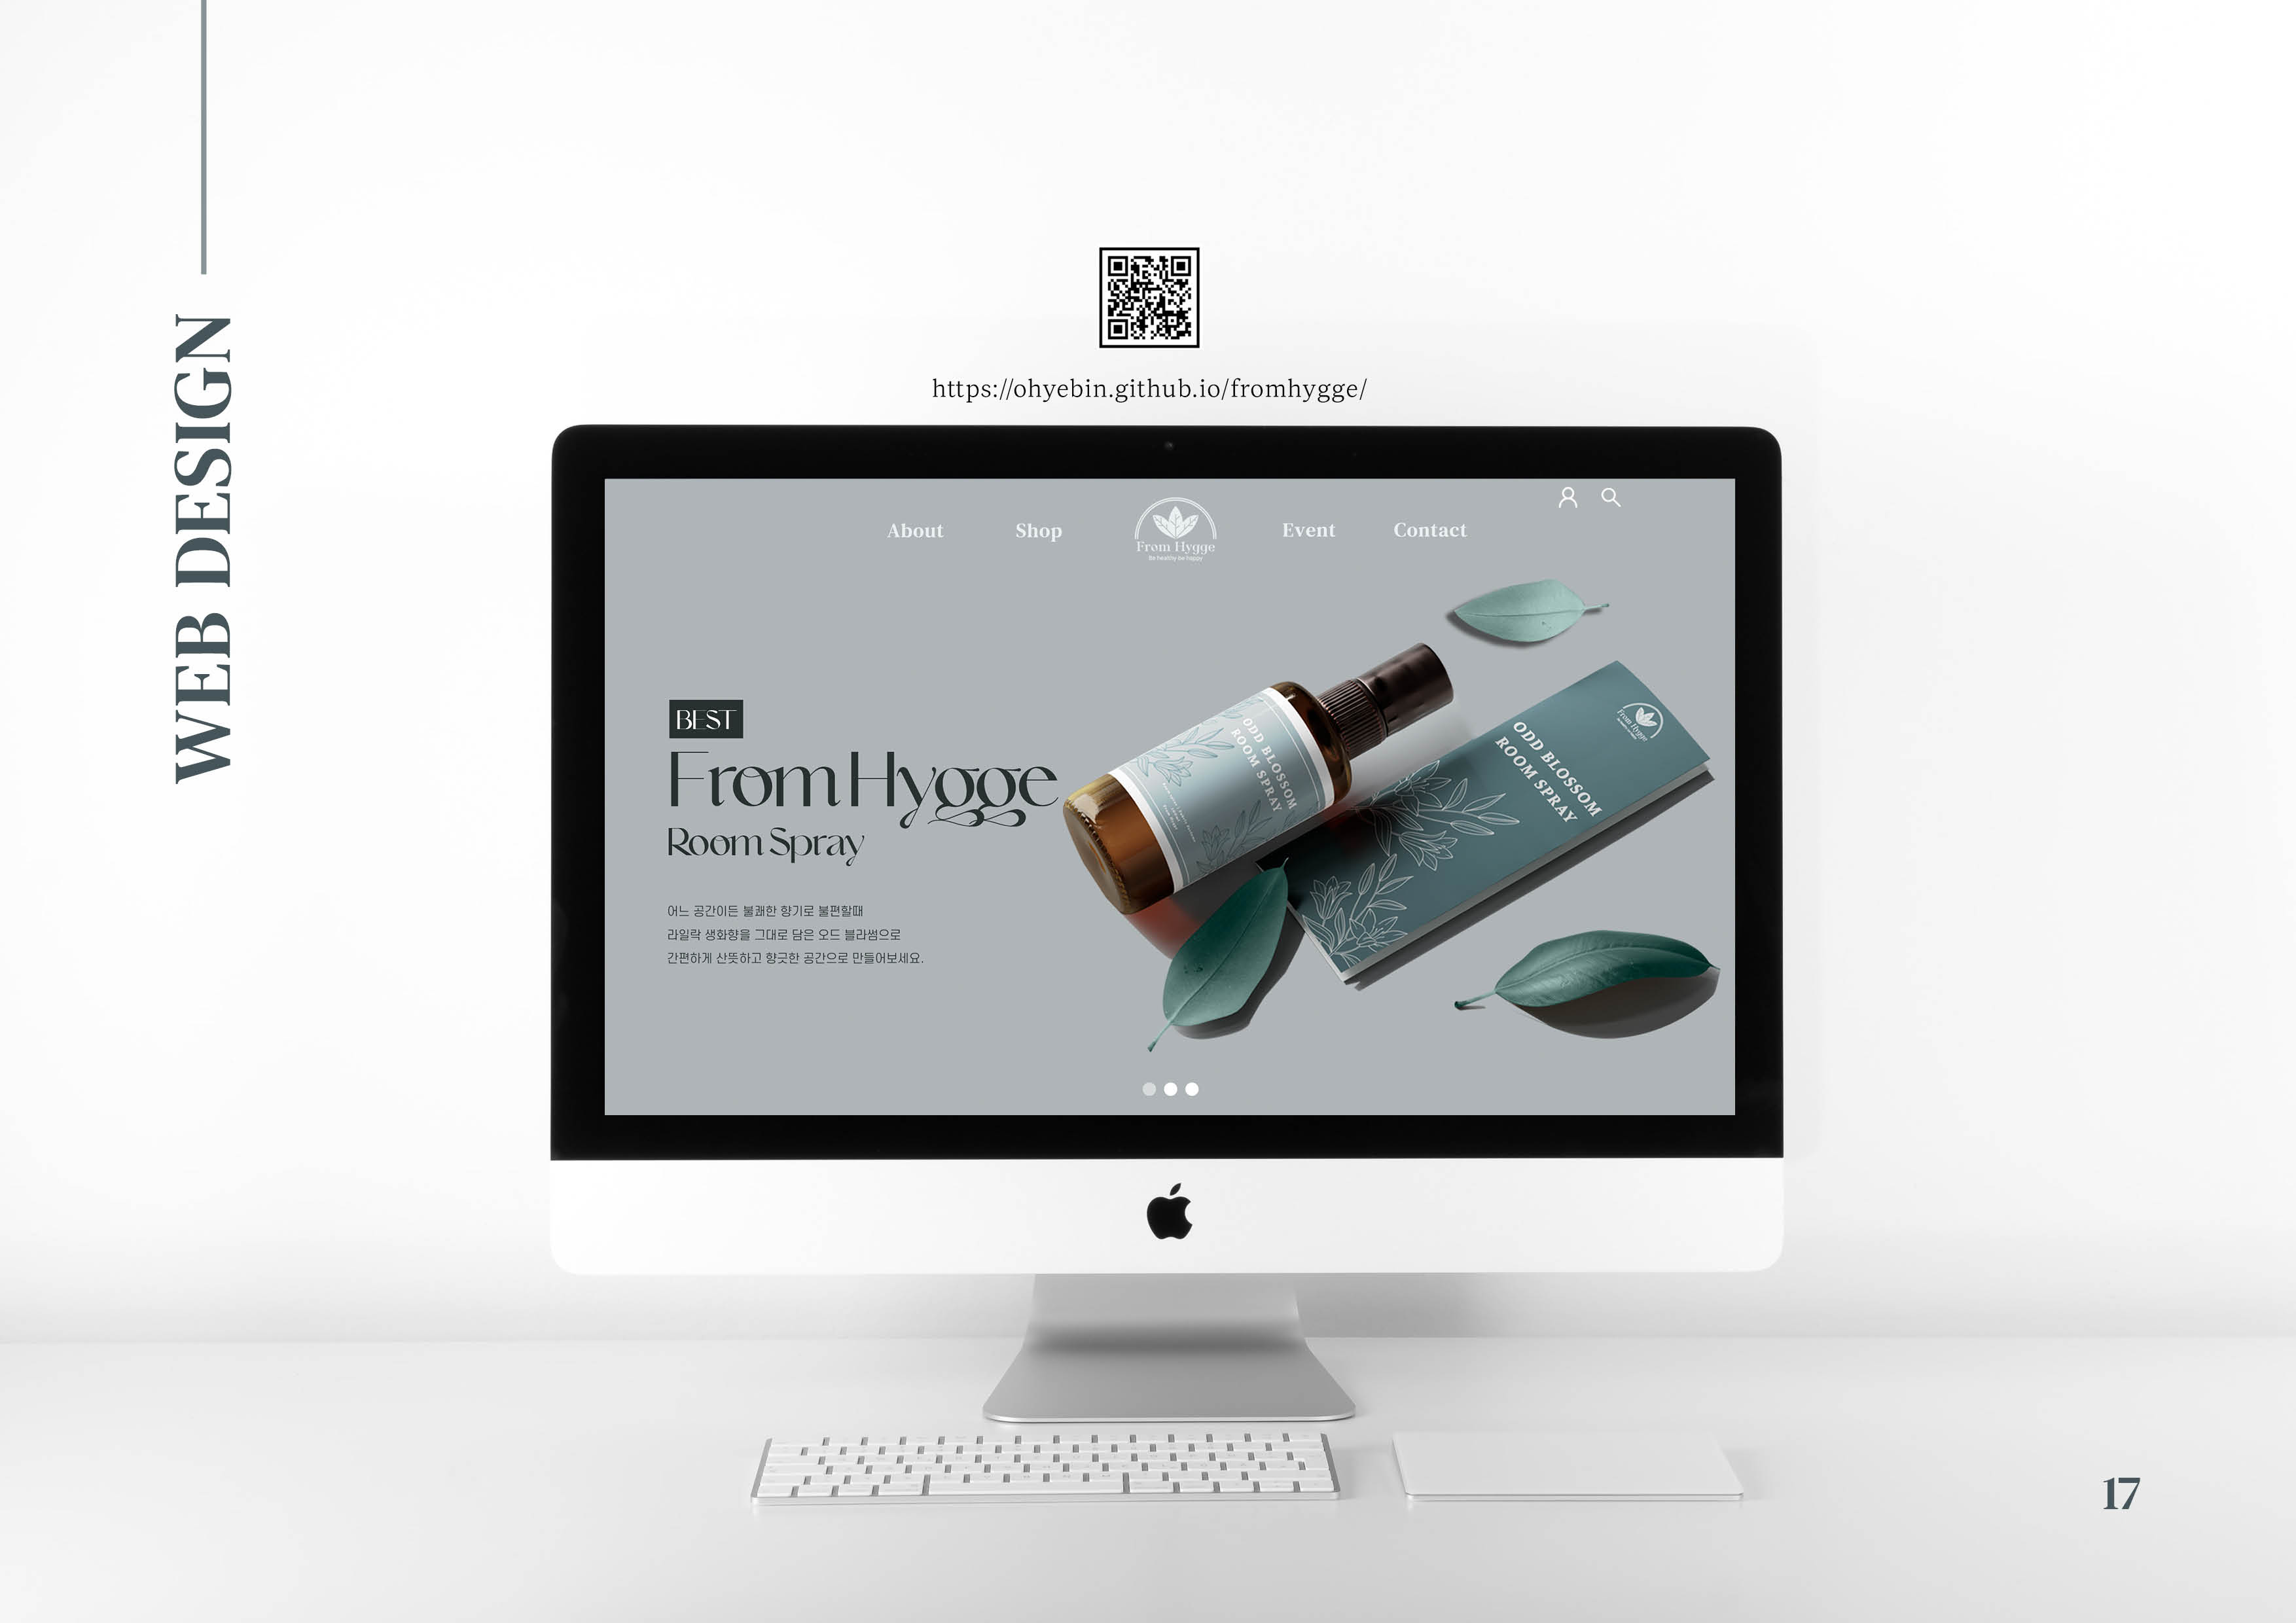 WEB DESIGN
https://ohyebin.github.io/fromhygge/
About
Shop
From Hygge
Be healthy be happy
Event
Contact
BEST
From Hygge
Room Spray
어느 공간이든 불쾌한 향기로 불편할때
라일락 생화향을 그대로 담은 오드 블라썸으로
간편하게 산뜻하고 향긋한 공간으로 만들어보세요.
ODD BLOSSOM
ROOM SPRAY
ODD BLOSSOM
ROOM SPRAY
From Hygge
17